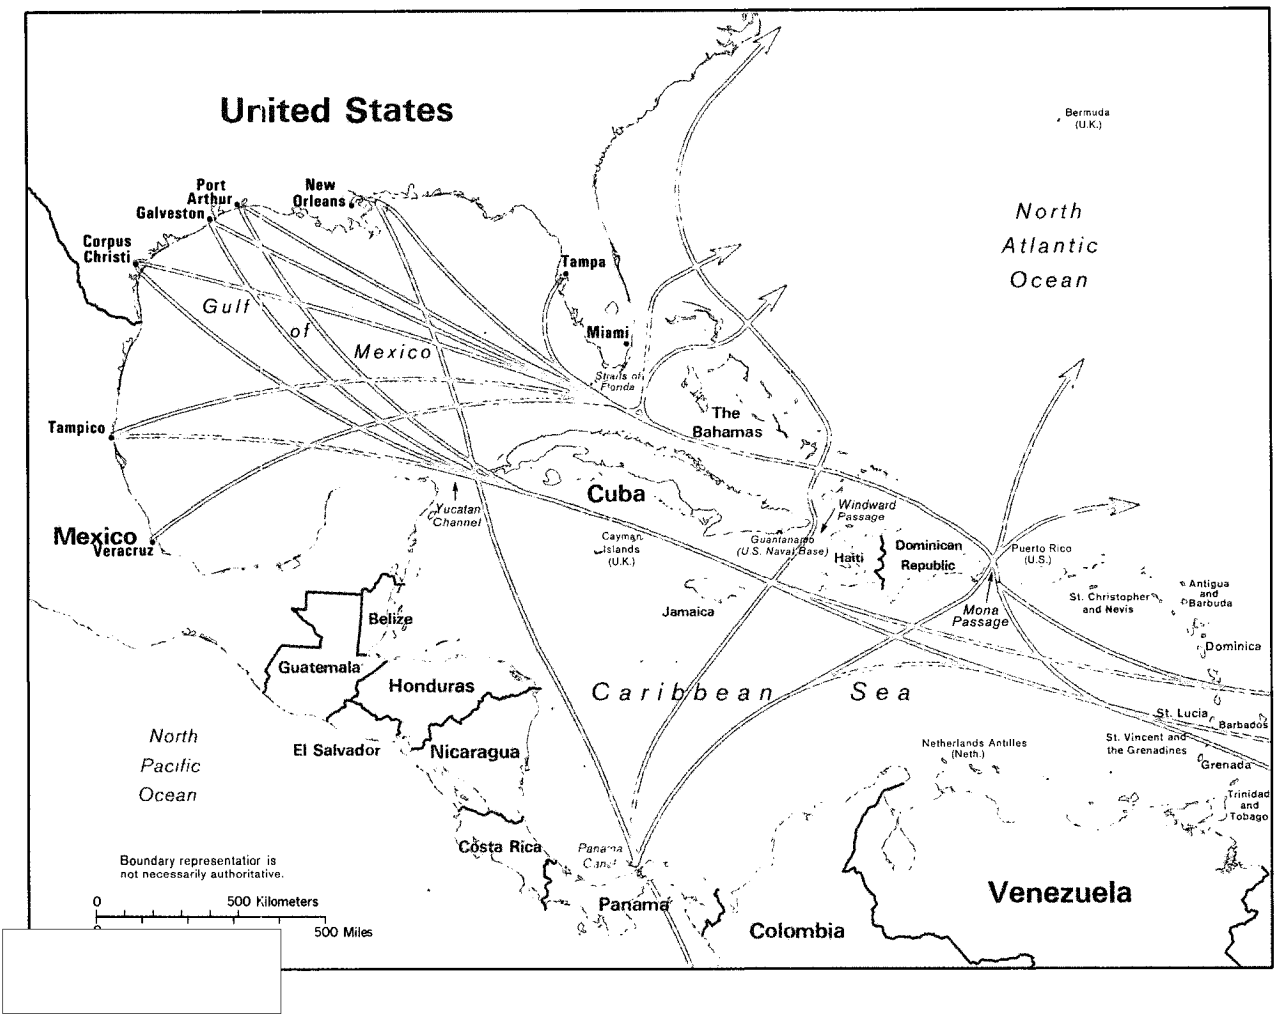 United States
Bermuda
(U.K.)
Port
Arthur
Galveston
New
Orleans
Corpus
Christi
North
Atlantic
Ocean
Tampa
Gulf
of
Mexico
Miami
Straits of
Florida
Tampico
The
Bahamas
Cuba
Yucatan
Channel
Windward
Passage
Mexico
Veracruz
Cayman
Islands
(U.K.)
Guantanamo
(U.S. Naval Base)
Haiti
Dominican
Republic
Puerto Rico
(U.S.)
Jamaica
Mona
Passage
St. Christopher
and Nevis
Antigua
and
Barbuda
Belize
Dominica
Guatemala
Honduras
Caribbean Sea
St. Lucia
Barbados
North
Pacific
Ocean
El Salvador
Nicaragua
Netherlands Antilles
(Neth.)
St. Vincent and
the Grenadines
Grenada
Trinidad
and
Tobago
Costa Rica
Panama
Canal
Boundary representation is
not necessarily authoritative.
Panama
Colombia
Venezuela
0 500 Kilometers
0 500 Miles